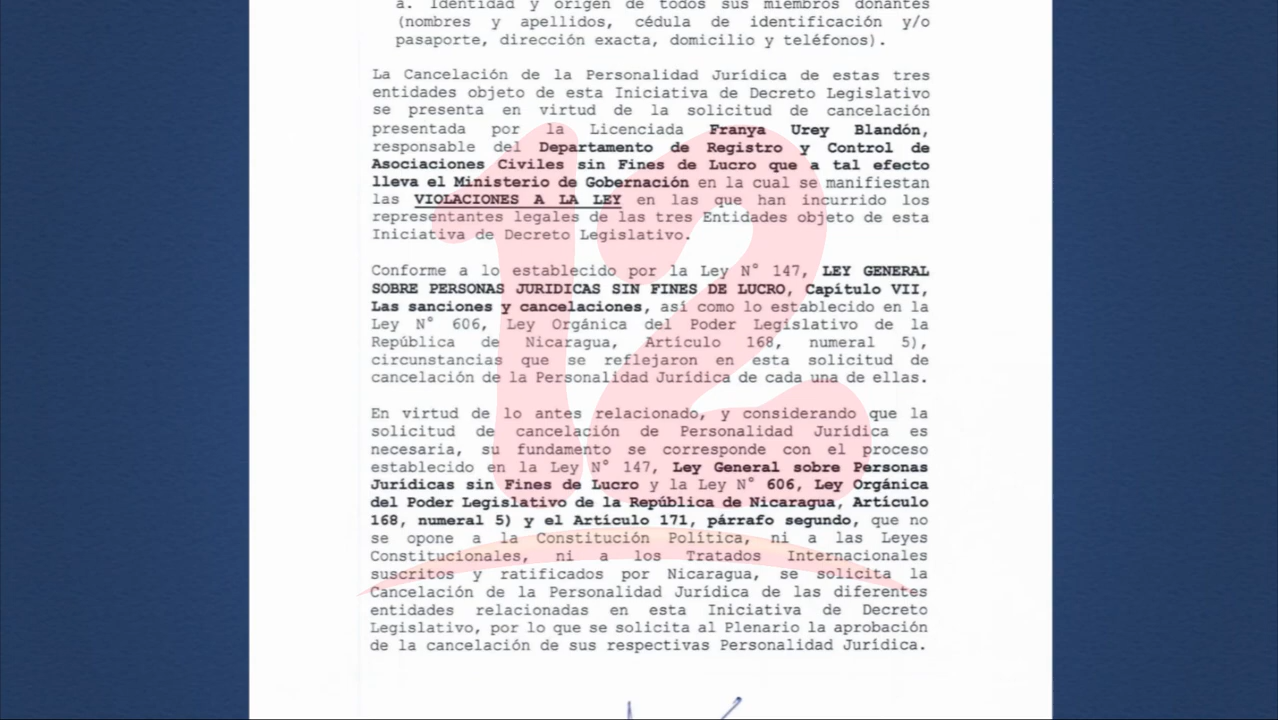 a. Identidad y origen de todos sus miembros donantes
(nombres y apellidos, cédula de identificación y/o
pasaporte, dirección exacta, domicilio y teléfonos).
La Cancelación de la Personalidad Jurídica de estas tres
entidades objeto de esta Iniciativa de Decreto Legislativo
se presenta en virtud de la solicitud de cancelación
presentada por la Licenciada Franya Urey Blandón,
responsable del Departamento de Registro y Control de
Asociaciones Civiles sin Fines de Lucro que a tal efecto
lleva el Ministerio de Gobernación en la cual se manifiestan
las VIOLACIONES A LA LEY en las que han incurrido los
representantes legales de las tres Entidades objeto de esta
Iniciativa de Decreto Legislativo.
Conforme a lo establecido por la Ley N° 147, LEY GENERAL
SOBRE PERSONAS JURIDICAS SIN FINES DE LUCRO, Capítulo VII,
Las sanciones y cancelaciones, así como lo establecido en la
Ley N° 606, Ley Orgánica del Poder Legislativo de la
República de Nicaragua, Artículo 168, numeral 5),
circunstancias que se reflejaron en esta solicitud de
cancelación de la Personalidad Jurídica de cada una de ellas.
En virtud de lo antes relacionado, y considerando que la
solicitud de cancelación de Personalidad Jurídica es
necesaria, su fundamento se corresponde con el proceso
establecido en la Ley N° 147, Ley General sobre Personas
Jurídicas sin Fines de Lucro y la Ley N° 606, Ley Orgánica
del Poder Legislativo de la República de Nicaragua, Artículo
168, numeral 5) y el Artículo 171, párrafo segundo, que no
se opone a la Constitución Política, ni a las Leyes
Constitucionales, ni a los Tratados Internacionales
suscritos y ratificados por Nicaragua, se solicita la
Cancelación de la Personalidad Jurídica de las diferentes
entidades relacionadas en esta Iniciativa de Decreto
Legislativo, por lo que se solicita al Plenario la aprobación
de la cancelación de sus respectivas Personalidad Jurídica.
12